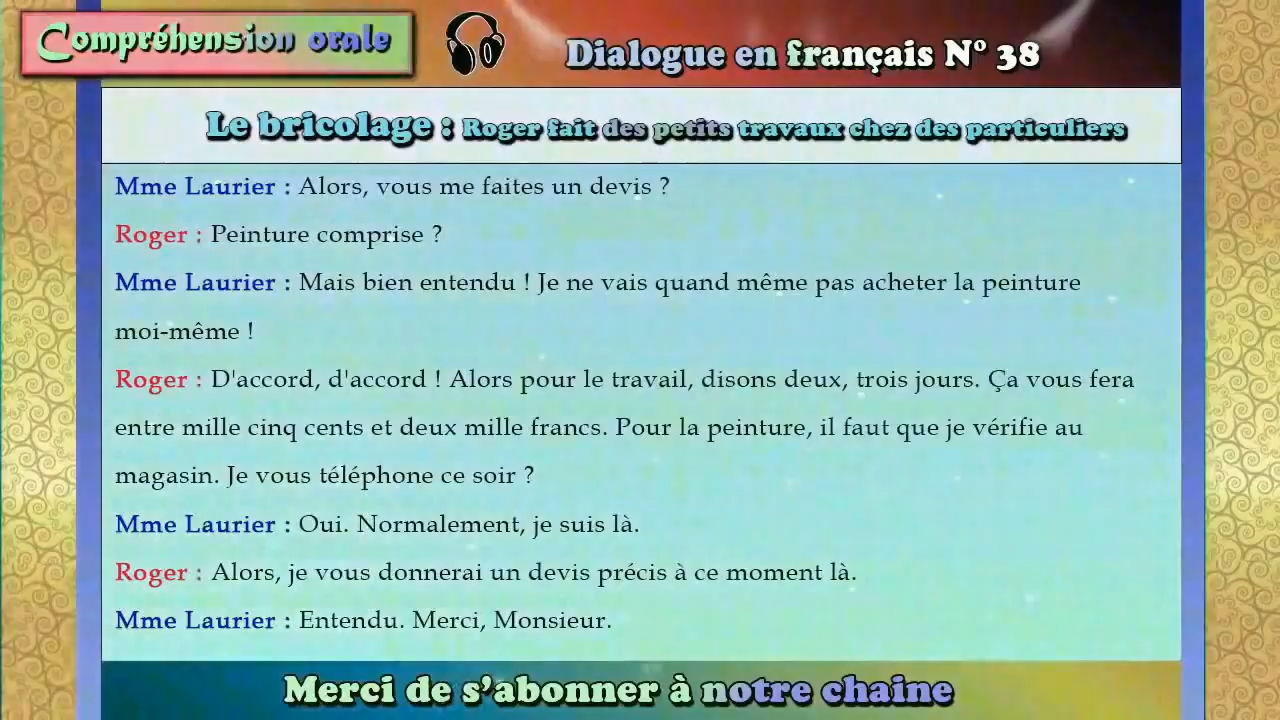 Compréhension orale
Dialogue en français N° 38
Le bricolage : Roger fait des petits travaux chez des particuliers
Mme Laurier : Alors, vous me faites un devis ?
Roger : Peinture comprise ?
Mme Laurier : Mais bien entendu ! Je ne vais quand même pas acheter la peinture
moi-même !
Roger : D'accord, d'accord ! Alors pour le travail, disons deux, trois jours. Ça vous fera
entre mille cinq cents et deux mille francs. Pour la peinture, il faut que je vérifie au
magasin. Je vous téléphone ce soir ?
Mme Laurier : Oui. Normalement, je suis là.
Roger : Alors, je vous donnerai un devis précis à ce moment là.
Mme Laurier : Entendu. Merci, Monsieur.
Merci de s'abonner à notre chaine